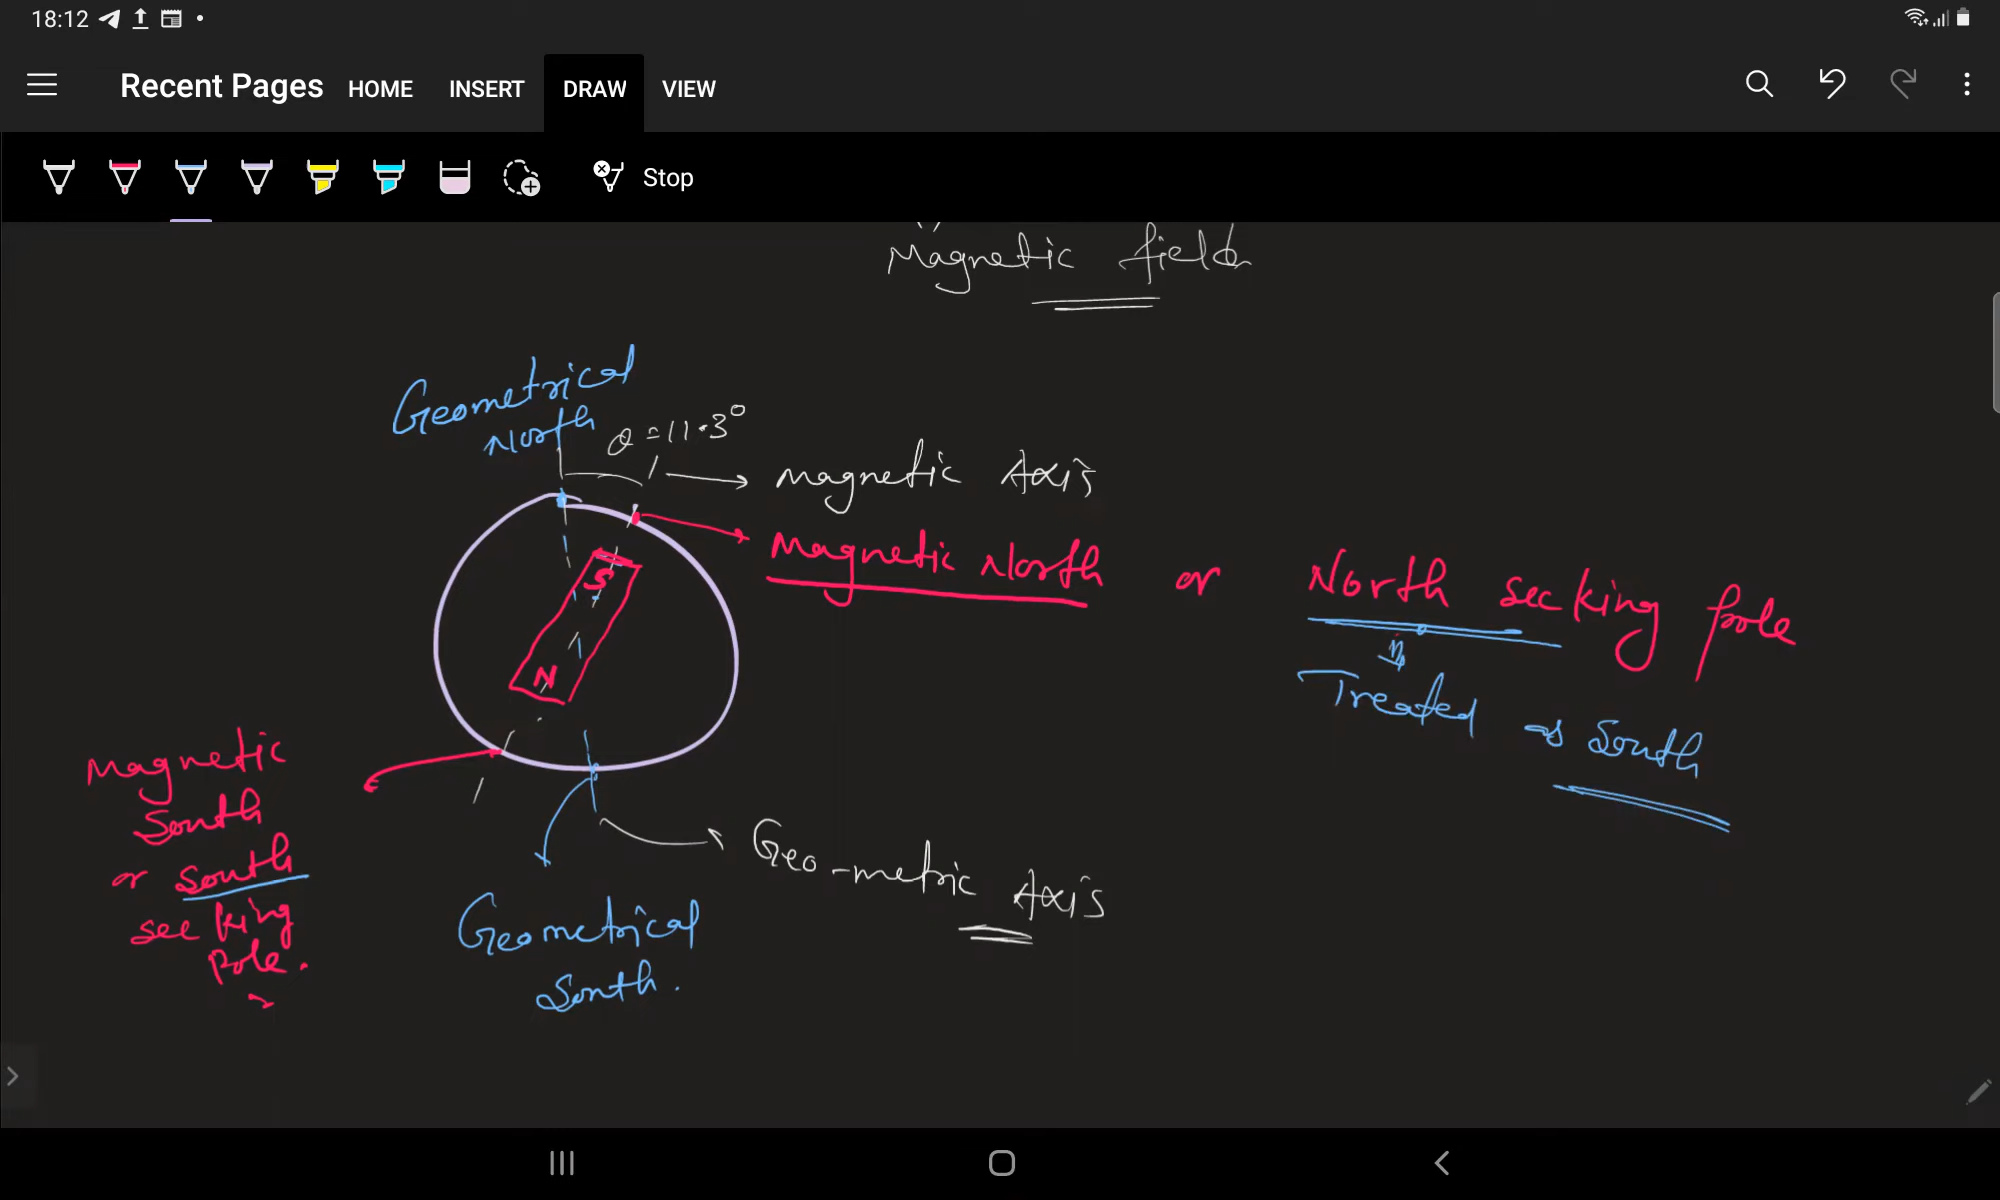 18:12
Recent Pages HOME INSERT DRAW VIEW
Stop
Magnetic field
Geometrical
North
θ = 11.3°
Magnetic Axis
Magnetic North or North seeking pole
S
N
Treated as South
Magnetic
South
or South
seeking
pole.
Geo-metric Axis
Geometrical
South.